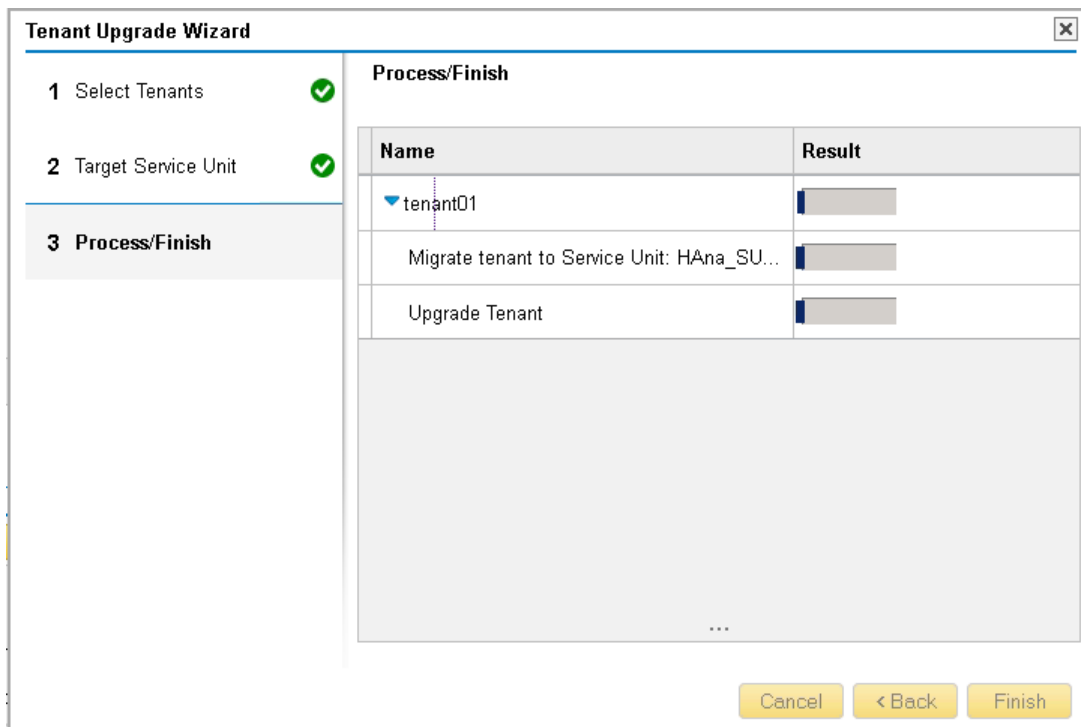 Tenant Upgrade Wizard
1 Select Tenants
2 Target Service Unit
3 Process/Finish
Process/Finish
Name Result
tenant01
Migrate tenant to Service Unit: HAna_SU...
Upgrade Tenant
...
Cancel < Back Finish